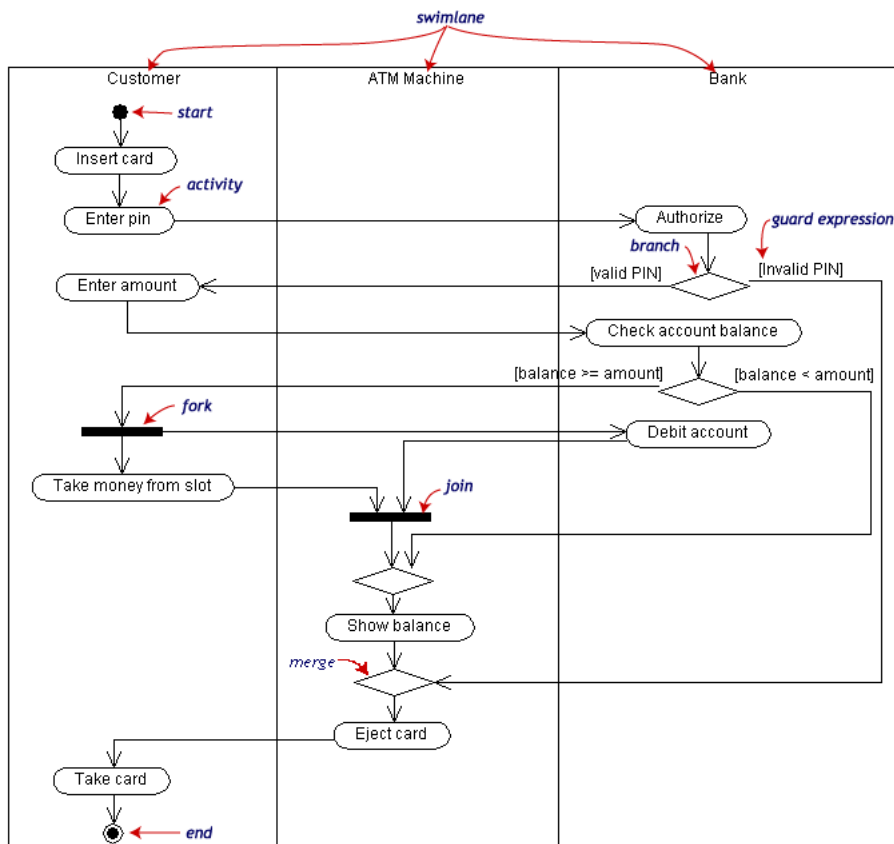 swimlane
Customer
ATM Machine
Bank
start
Insert card
activity
Enter pin
Authorize
guard expression
branch
[valid PIN]
[Invalid PIN]
Enter amount
Check account balance
[balance >= amount]
[balance < amount]
fork
Debit account
Take money from slot
join
Show balance
merge
Eject card
Take card
end